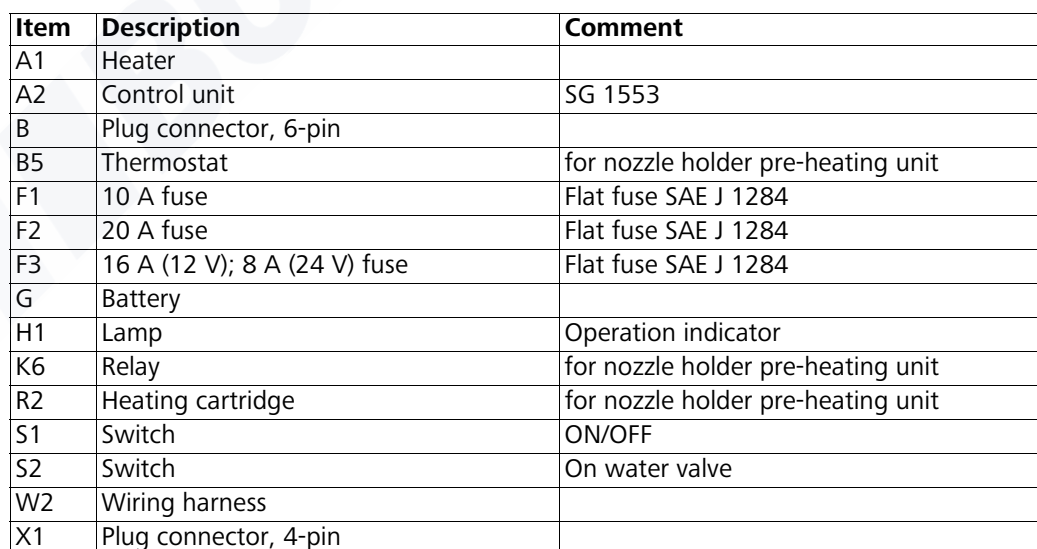 Item Description Comment
A1 Heater
A2 Control unit SG 1553
B Plug connector, 6-pin
B5 Thermostat for nozzle holder pre-heating unit
F1 10 A fuse Flat fuse SAE J 1284
F2 20 A fuse Flat fuse SAE J 1284
F3 16 A (12 V); 8 A (24 V) fuse Flat fuse SAE J 1284
G Battery
H1 Lamp Operation indicator
K6 Relay for nozzle holder pre-heating unit
R2 Heating cartridge for nozzle holder pre-heating unit
S1 Switch ON/OFF
S2 Switch On water valve
W2 Wiring harness
X1 Plug connector, 4-pin